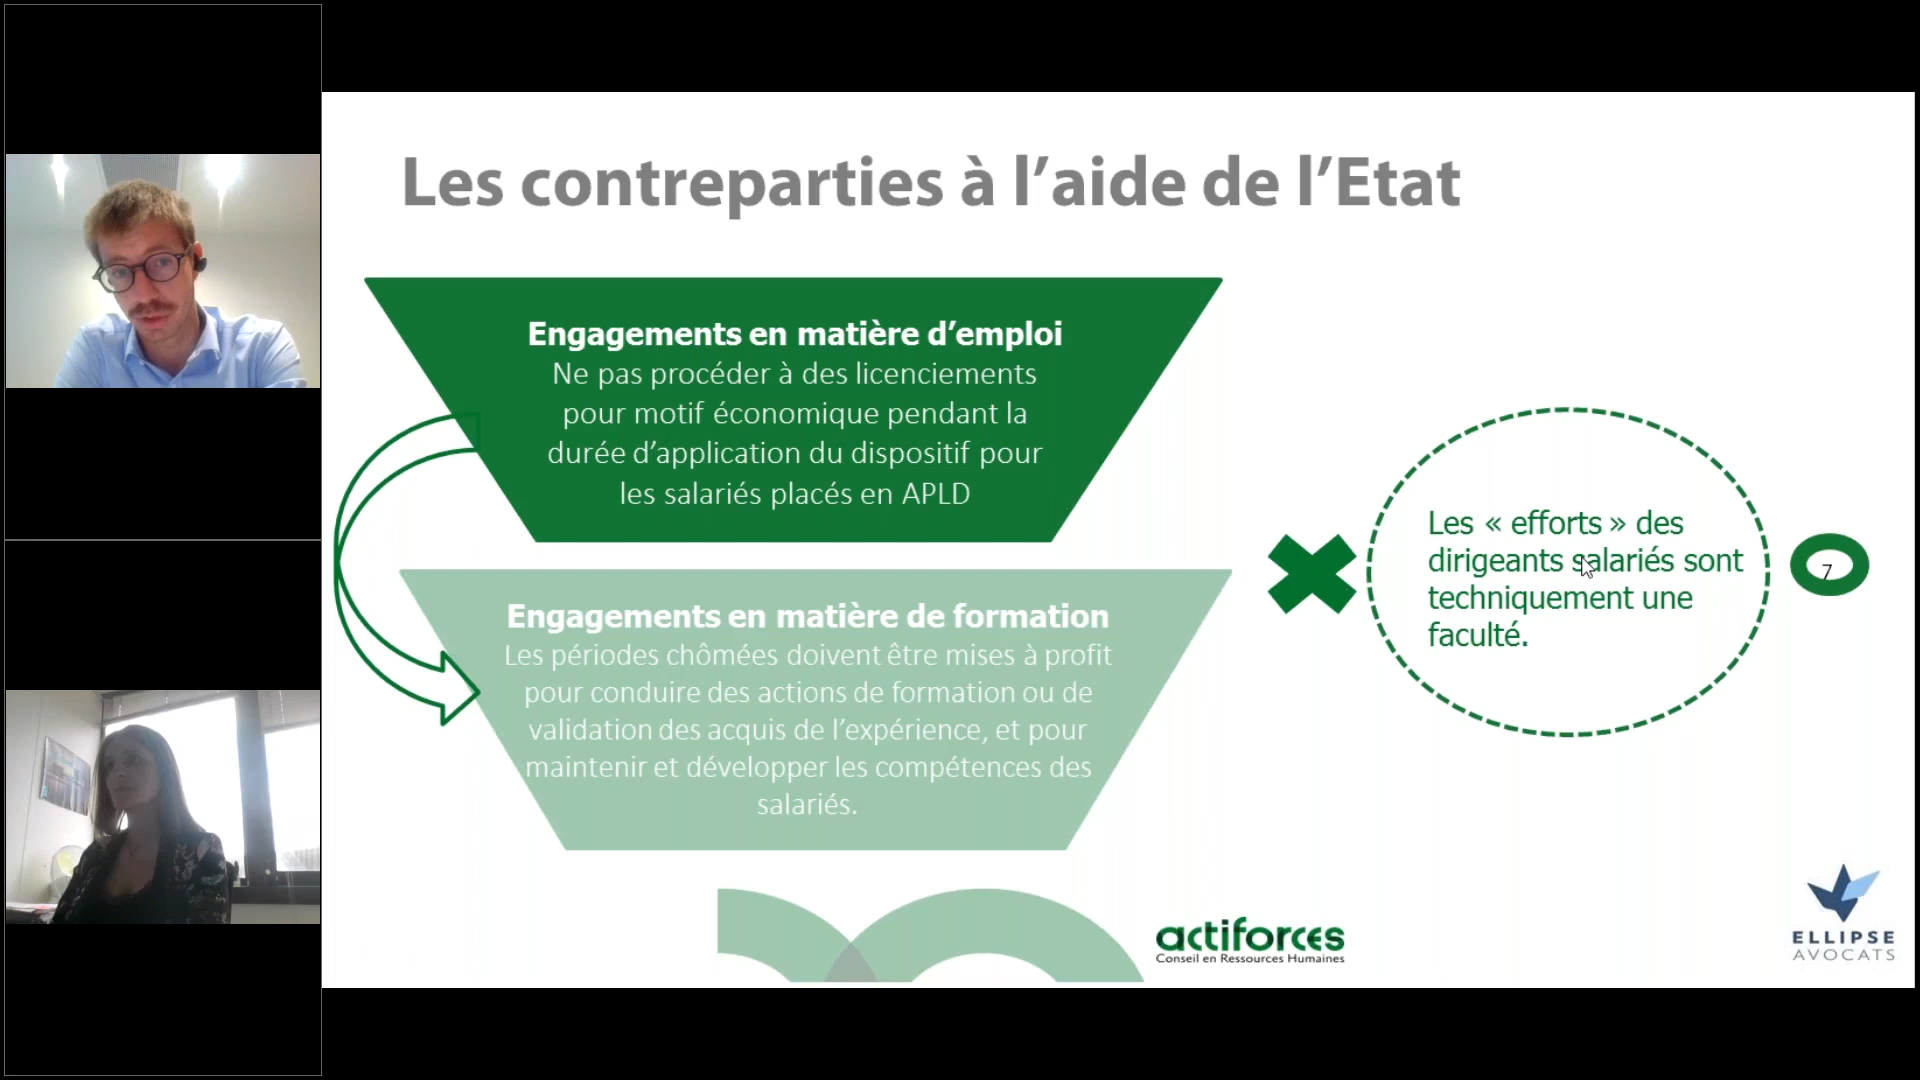 Les contreparties à l’aide de l’Etat
Engagements en matière d’emploi
Ne pas procéder à des licenciements
pour motif économique pendant la
durée d’application du dispositif pour
les salariés placés en APLD
Engagements en matière de formation
Les périodes chômées doivent être mises à profit
pour conduire des actions de formation ou de
validation des acquis de l’expérience, et pour
maintenir et développer les compétences des
salariés.
Les « efforts » des
dirigeants salariés sont
techniquement une
faculté.
7
actiforces
Conseil en Ressources Humaines
ELLIPSE
AVOCATS